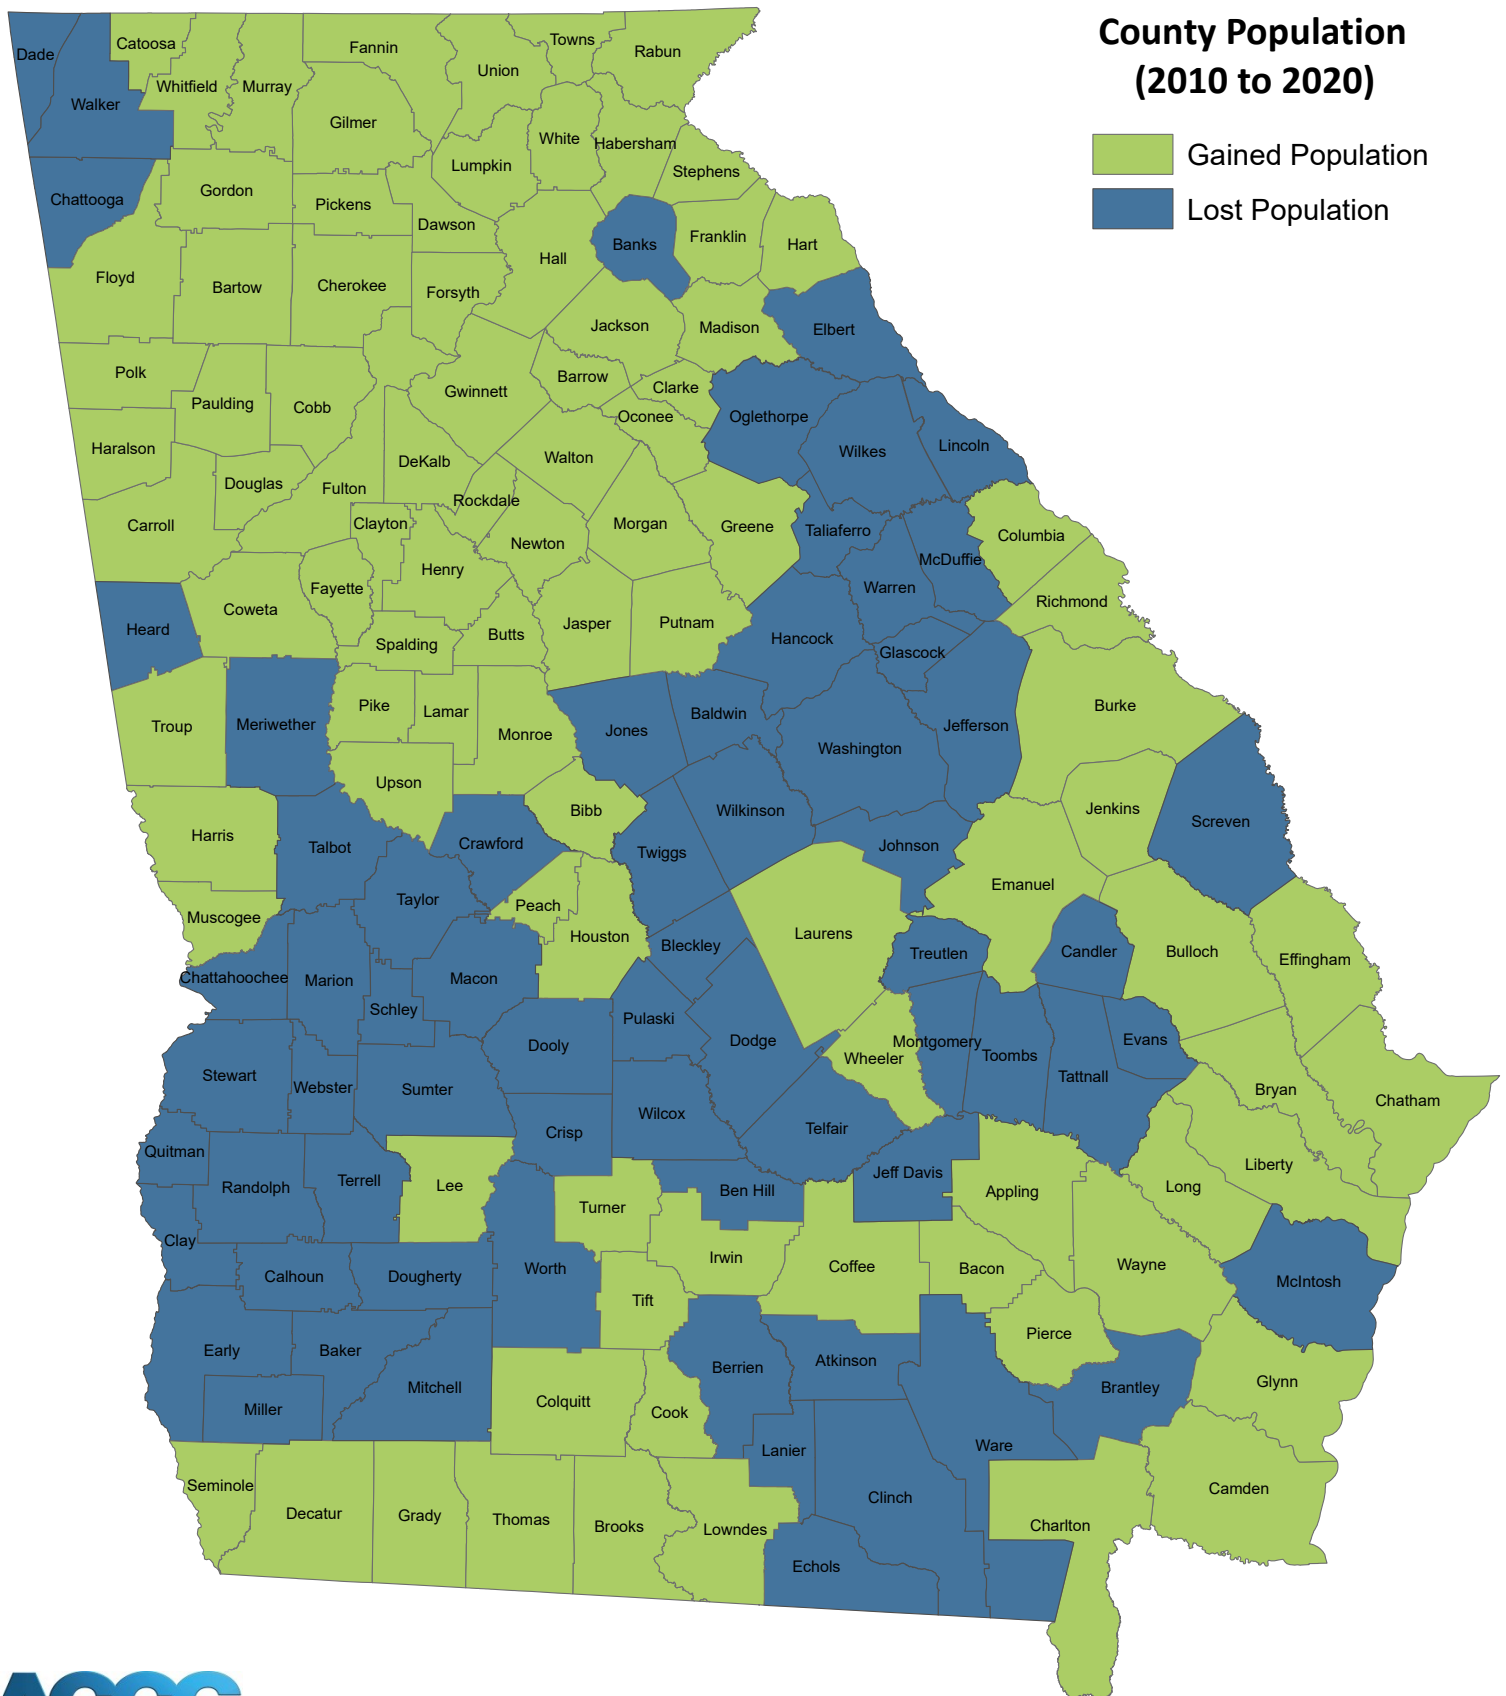 County Population
(2010 to 2020)
Gained Population
Lost Population
Dade
Catoosa
Fannin
Towns
Rabun
Union
Whitfield
Murray
Walker
Gilmer
White
Habersham
Lumpkin
Stephens
Chattooga
Gordon
Pickens
Dawson
Banks
Franklin
Hart
Hall
Floyd
Bartow
Cherokee
Forsyth
Jackson
Madison
Elbert
Polk
Paulding
Cobb
Gwinnett
Barrow
Clarke
Oconee
Oglethorpe
Haralson
Douglas
Fulton
DeKalb
Walton
Wilkes
Lincoln
Rockdale
Carroll
Clayton
Newton
Morgan
Greene
Taliaferro
Columbia
McDuffie
Henry
Fayette
Warren
Richmond
Heard
Coweta
Spalding
Butts
Jasper
Putnam
Hancock
Glascock
Troup
Meriwether
Pike
Lamar
Monroe
Jones
Baldwin
Washington
Jefferson
Burke
Upson
Bibb
Wilkinson
Jenkins
Screven
Harris
Talbot
Crawford
Twiggs
Johnson
Taylor
Emanuel
Muscogee
Peach
Houston
Laurens
Bleckley
Treutlen
Candler
Bulloch
Effingham
Chattahoochee
Marion
Macon
Schley
Pulaski
Dooly
Dodge
Wheeler
Montgomery
Toombs
Evans
Tattnall
Stewart
Webster
Sumter
Bryan
Chatham
Wilcox
Crisp
Telfair
Quitman
Randolph
Terrell
Lee
Turner
Ben Hill
Jeff Davis
Appling
Long
Liberty
Clay
Calhoun
Dougherty
Worth
Irwin
Coffee
Bacon
Wayne
McIntosh
Tift
Early
Baker
Mitchell
Berrien
Atkinson
Pierce
Brantley
Glynn
Miller
Colquitt
Cook
Lanier
Ware
Seminole
Decatur
Grady
Thomas
Brooks
Lowndes
Clinch
Charlton
Camden
Echols